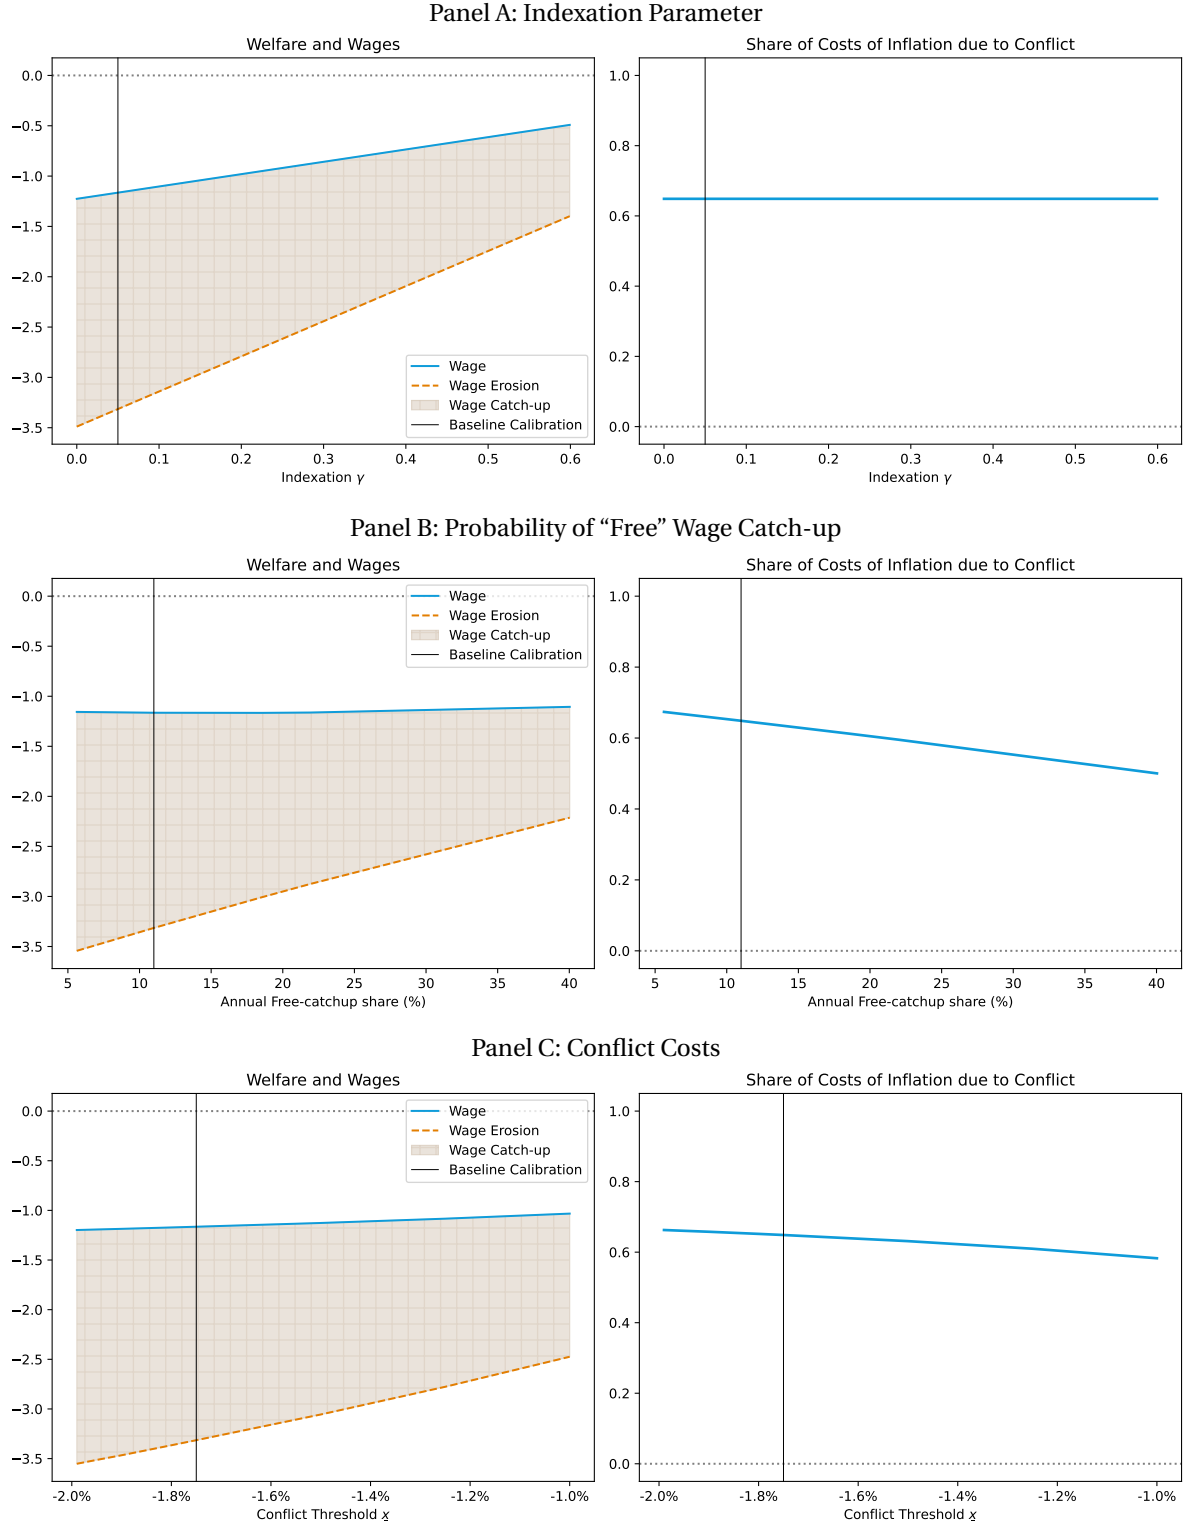 Panel A: Indexation Parameter
Welfare and Wages
0.0
−0.5
−1.0
−1.5
−2.0
−2.5
−3.0
−3.5
Wage
Wage Erosion
Wage Catch-up
Baseline Calibration
0.0 0.1 0.2 0.3 0.4 0.5 0.6
Indexation γ
Share of Costs of Inflation due to Conflict
1.0
0.8
0.6
0.4
0.2
0.0
0.0 0.1 0.2 0.3 0.4 0.5 0.6
Indexation γ
Panel B: Probability of “Free” Wage Catch-up
Welfare and Wages
0.0
−0.5
−1.0
−1.5
−2.0
−2.5
−3.0
−3.5
Wage
Wage Erosion
Wage Catch-up
Baseline Calibration
5 10 15 20 25 30 35 40
Annual Free-catchup share (%)
Share of Costs of Inflation due to Conflict
1.0
0.8
0.6
0.4
0.2
0.0
5 10 15 20 25 30 35 40
Annual Free-catchup share (%)
Panel C: Conflict Costs
Welfare and Wages
0.0
−0.5
−1.0
−1.5
−2.0
−2.5
−3.0
−3.5
Wage
Wage Erosion
Wage Catch-up
Baseline Calibration
-2.0% -1.8% -1.6% -1.4% -1.2% -1.0%
Conflict Threshold x̲
Share of Costs of Inflation due to Conflict
1.0
0.8
0.6
0.4
0.2
0.0
-2.0% -1.8% -1.6% -1.4% -1.2% -1.0%
Conflict Threshold x̲